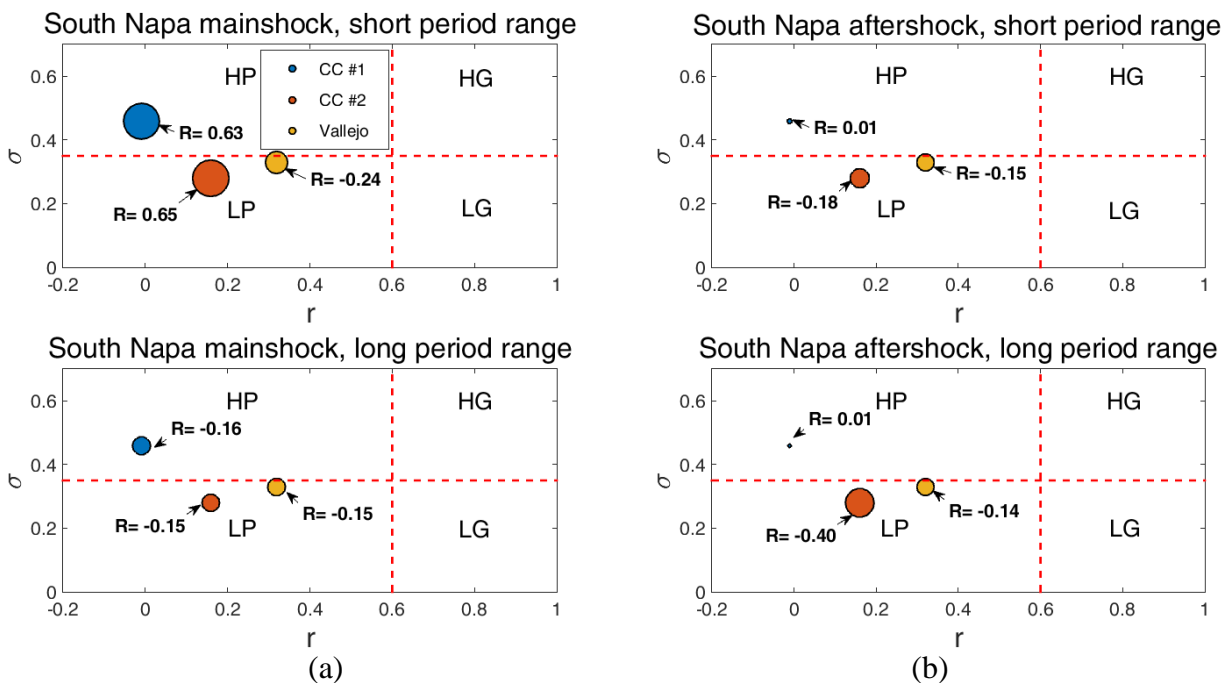 South Napa mainshock, short period range
HP
HG
CC #1
CC #2
Vallejo
R= 0.63
R= -0.24
R= 0.65
LP
LG
σ
0.6
0.4
0.2
0
-0.2 0 0.2 0.4 0.6 0.8 1
r
South Napa aftershock, short period range
HP
HG
R= 0.01
R= -0.15
R= -0.18
LP
LG
σ
0.6
0.4
0.2
0
-0.2 0 0.2 0.4 0.6 0.8 1
r
South Napa mainshock, long period range
HP
HG
R= -0.16
R= -0.15
R= -0.15
LP
LG
σ
0.6
0.4
0.2
0
-0.2 0 0.2 0.4 0.6 0.8 1
r
(a)
South Napa aftershock, long period range
HP
HG
R= 0.01
R= -0.14
R= -0.40
LP
LG
σ
0.6
0.4
0.2
0
-0.2 0 0.2 0.4 0.6 0.8 1
r
(b)